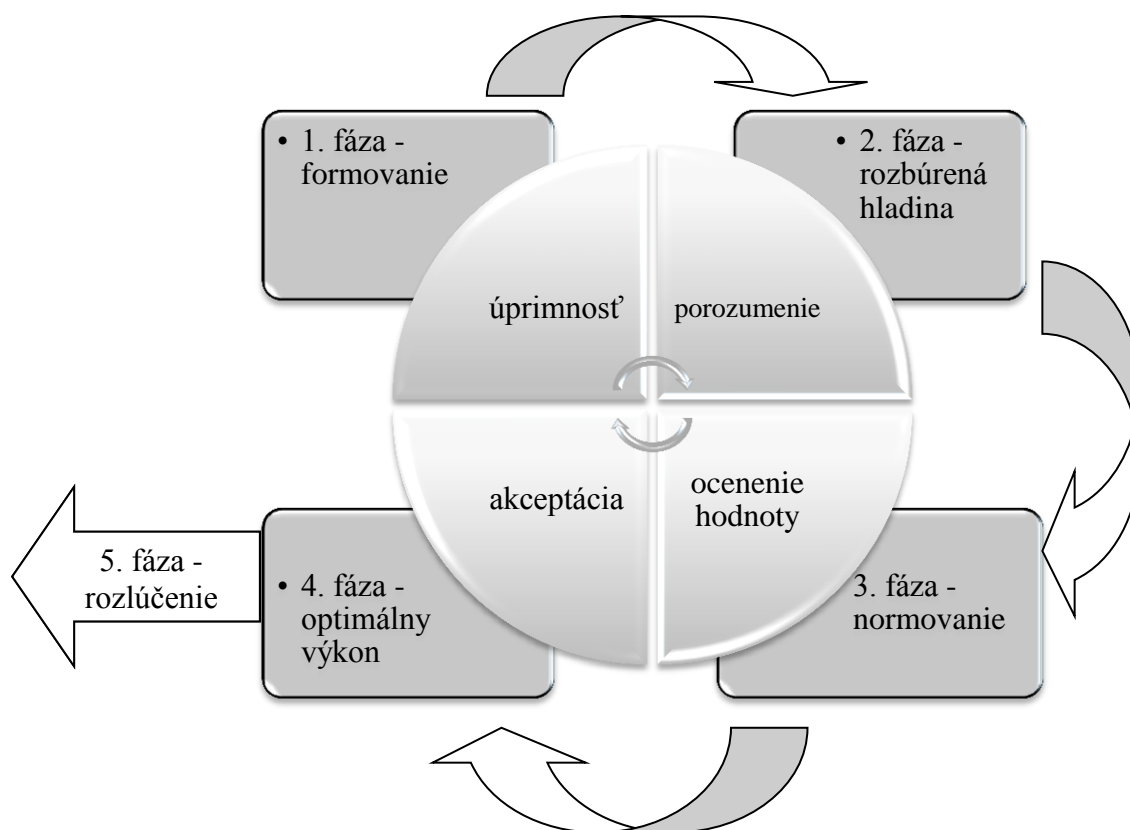 • 1. fáza -
formovanie
• 2. fáza -
rozbúrená
hladina
úprimnosť
porozumenie
akceptácia
ocenenie
hodnoty
3. fáza -
normovanie
• 4. fáza -
optimálny
výkon
5. fáza -
rozlúčenie